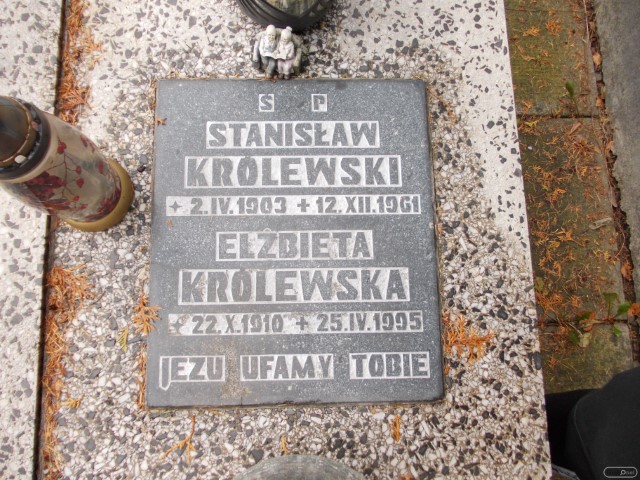 S P
STANISŁAW
KRÓLEWSKI
✦ 2.IV.1903 + 12.XII.1961
ELŻBIETA
KRÓLEWSKA
✦ 22.X.1910 + 25.IV.1995
JEZU UFAMY TOBIE